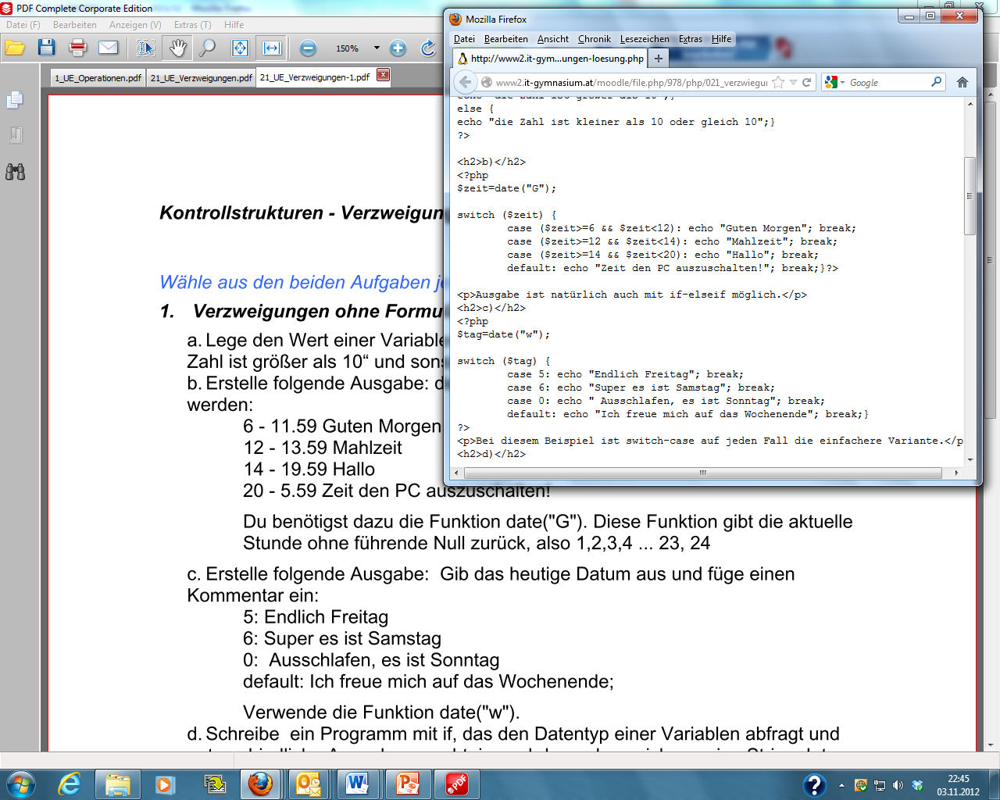 PDF Complete Corporate Edition
Datei (F) Bearbeiten Anzeigen (V) Extras (T) Hilfe
150%
1_UE_Operationen.pdf 21_UE_Verzweigungen.pdf 21_UE_Verzweigungen-1.pdf
Kontrollstrukturen - Verzweigun
Wähle aus den beiden Aufgaben je
1. Verzweigungen ohne Formu
a. Lege den Wert einer Variable
Zahl ist größer als 10“ und sons
b. Erstelle folgende Ausgabe: d
werden:
6 - 11.59 Guten Morgen
12 - 13.59 Mahlzeit
14 - 19.59 Hallo
20 - 5.59 Zeit den PC auszuschalten!
Du benötigst dazu die Funktion date("G"). Diese Funktion gibt die aktuelle
Stunde ohne führende Null zurück, also 1,2,3,4 ... 23, 24
c. Erstelle folgende Ausgabe:  Gib das heutige Datum aus und füge einen
Kommentar ein:
5: Endlich Freitag
6: Super es ist Samstag
0:  Ausschlafen, es ist Sonntag
default: Ich freue mich auf das Wochenende;
Verwende die Funktion date("w").
d. Schreibe  ein Programm mit if, das den Datentyp einer Variablen abfragt und
Mozilla Firefox
Datei Bearbeiten Ansicht Chronik Lesezeichen Extras Hilfe
http://www2.it-gym...ungen-loesung.php
www2.it-gymnasium.at/moodle/file.php/978/php/021_verzwiegu
Google
echo "die Zahl ist größer als 10";}
else {
echo "die Zahl ist kleiner als 10 oder gleich 10";}
?>
<h2>b)</h2>
<?php
$zeit=date("G");
switch ($zeit) {
case ($zeit>=6 && $zeit<12): echo "Guten Morgen"; break;
case ($zeit>=12 && $zeit<14): echo "Mahlzeit"; break;
case ($zeit>=14 && $zeit<20): echo "Hallo"; break;
default: echo "Zeit den PC auszuschalten!"; break;}?>
<p>Ausgabe ist natürlich auch mit if-elseif möglich.</p>
<h2>c)</h2>
<?php
$tag=date("w");
switch ($tag) {
case 5: echo "Endlich Freitag"; break;
case 6: echo "Super es ist Samstag"; break;
case 0: echo " Ausschlafen, es ist Sonntag"; break;
default: echo "Ich freue mich auf das Wochenende"; break;}
?>
<p>Bei diesem Beispiel ist switch-case auf jeden Fall die einfachere Variante.</p
<h2>d)</h2>
22:45
03.11.2012